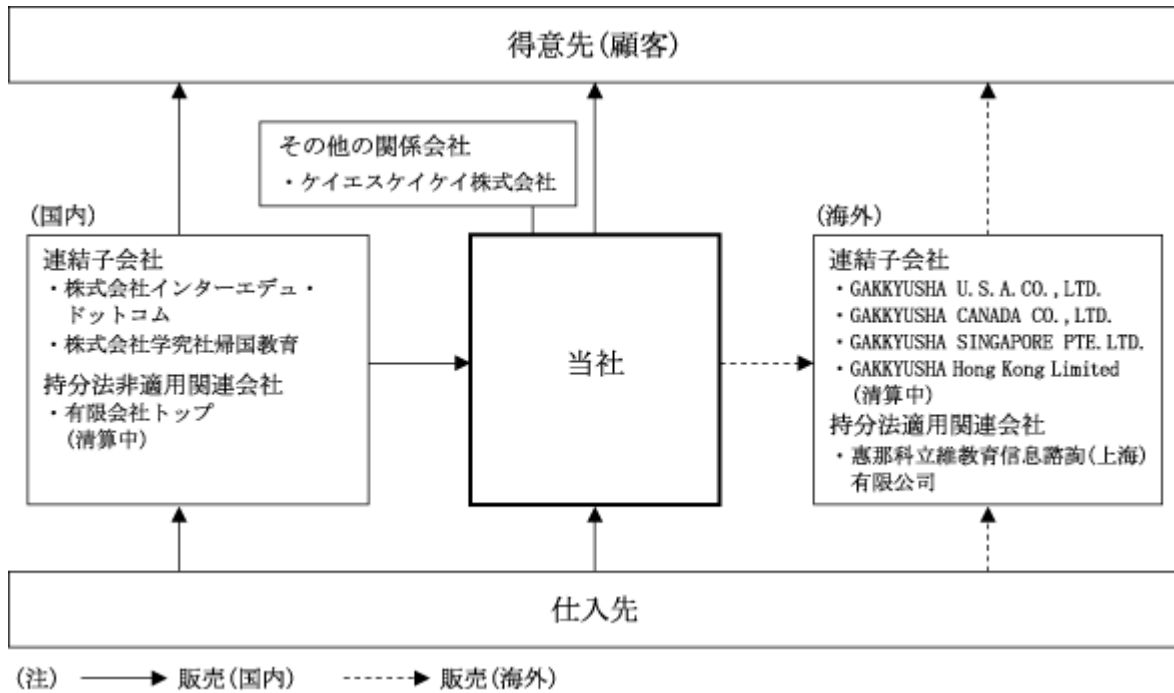 得意先(顧客)
その他の関係会社
・ケイエスケイケイ株式会社
(国内)
連結子会社
・株式会社インターエデュ・
ドットコム
・株式会社学究社帰国教育
持分法非適用関連会社
・有限会社トップ
(清算中)
当社
(海外)
連結子会社
・GAKKYUSHA U.S.A.CO.,LTD.
・GAKKYUSHA CANADA CO.,LTD.
・GAKKYUSHA SINGAPORE PTE.LTD.
・GAKKYUSHA Hong Kong Limited
(清算中)
持分法適用関連会社
・惠那科立維教育信息諮詢(上海)
有限公司
仕入先
(注) 販売(国内) 販売(海外)